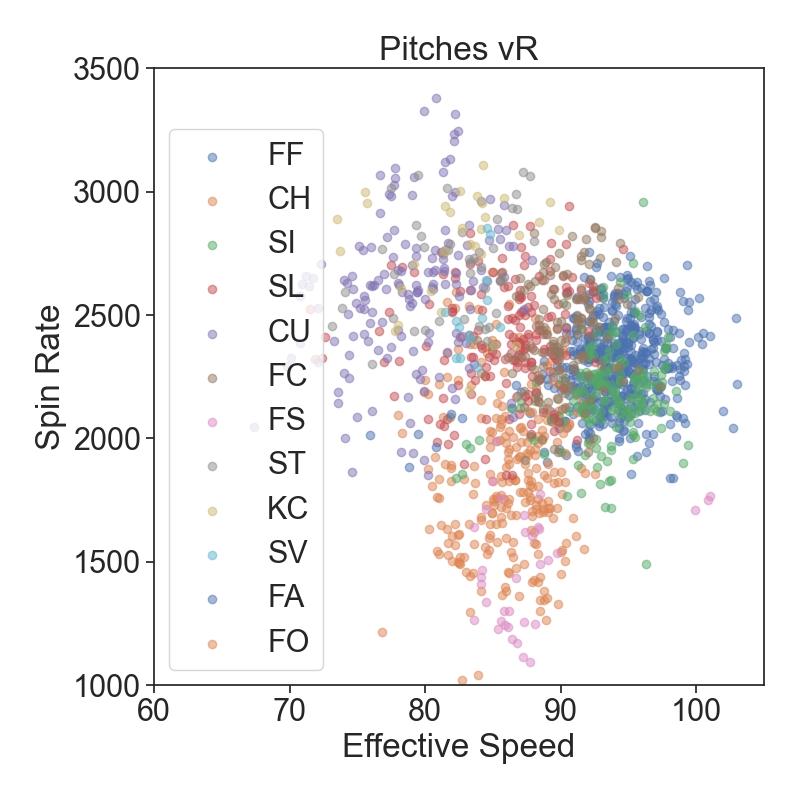 Pitches vR
3500
3000
2500
2000
1500
1000
Spin Rate
FF
CH
SI
SL
CU
FC
FS
ST
KC
SV
FA
FO
60 70 80 90 100
Effective Speed